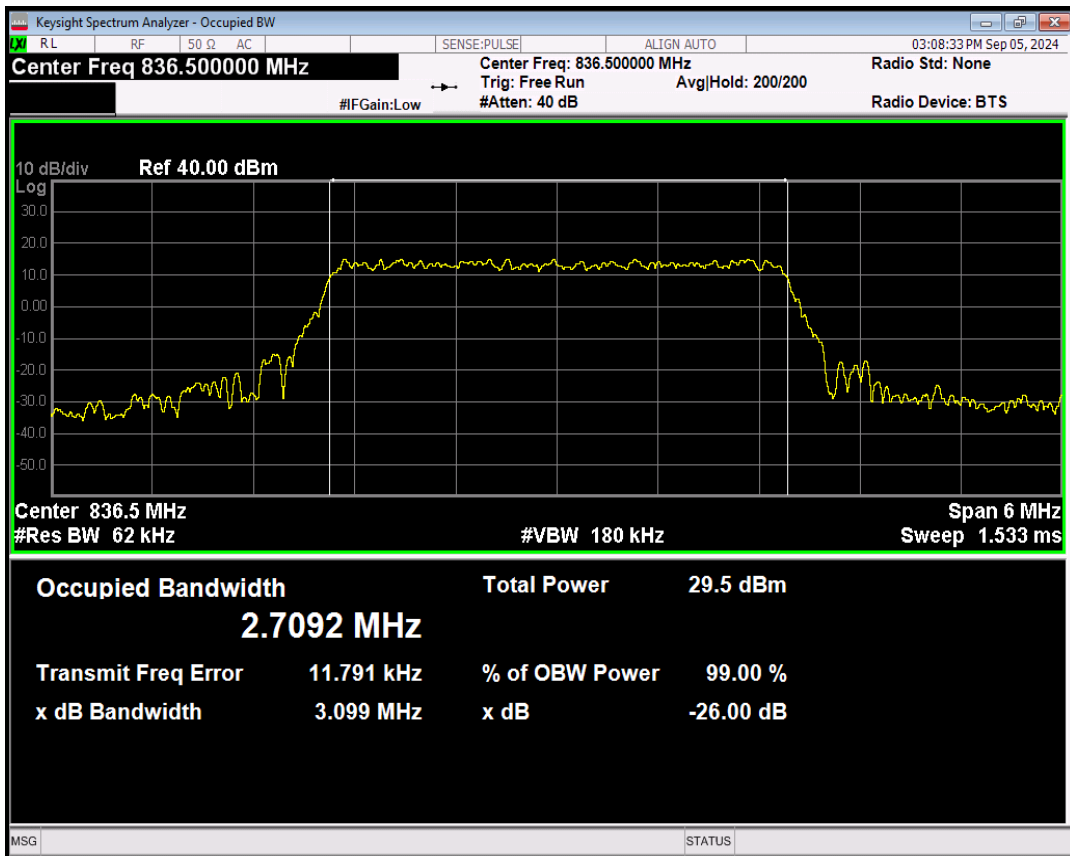 Keysight Spectrum Analyzer - Occupied BW
LXI RL RF 50 Ω AC SENSE:PULSE ALIGN AUTO 03:08:33 PM Sep 05, 2024
Center Freq 836.500000 MHz
Center Freq: 836.500000 MHz
Radio Std: None
Trig: Free Run Avg|Hold: 200/200
#IFGain:Low #Atten: 40 dB Radio Device: BTS
10 dB/div Ref 40.00 dBm
Log
30.0
20.0
10.0
0.00
-10.0
-20.0
-30.0
-40.0
-50.0
Center 836.5 MHz Span 6 MHz
#Res BW 62 kHz #VBW 180 kHz Sweep 1.533 ms
Occupied Bandwidth Total Power 29.5 dBm
2.7092 MHz
Transmit Freq Error 11.791 kHz % of OBW Power 99.00 %
x dB Bandwidth 3.099 MHz x dB -26.00 dB
MSG STATUS